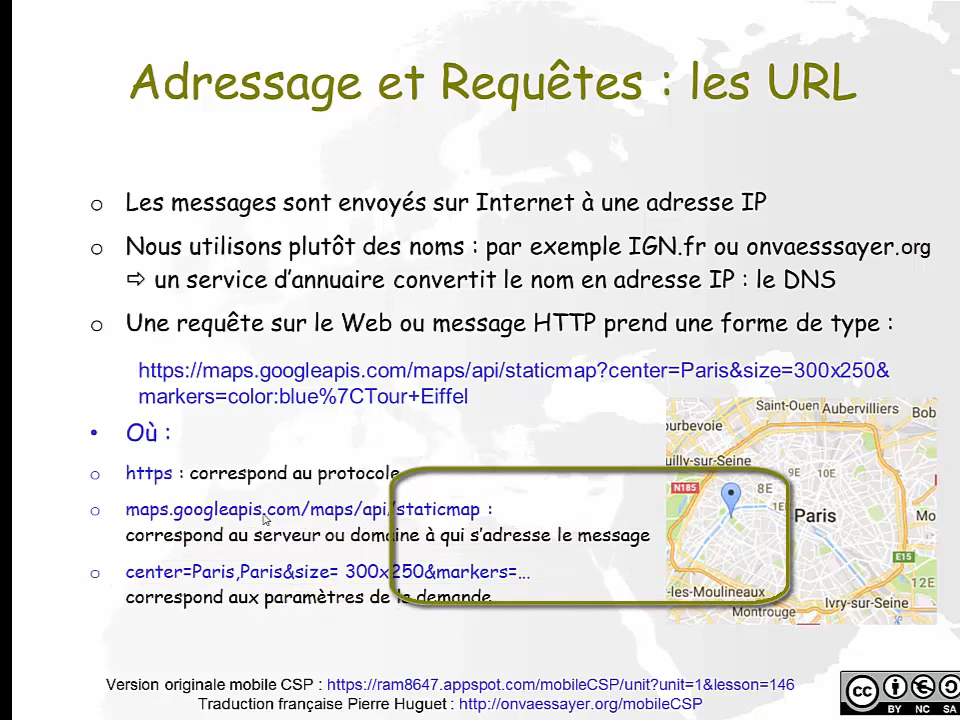 Adressage et Requêtes : les URL
o Les messages sont envoyés sur Internet à une adresse IP
o Nous utilisons plutôt des noms : par exemple IGN.fr ou onvaesssayer.org
⇨ un service d'annuaire convertit le nom en adresse IP : le DNS
o Une requête sur le Web ou message HTTP prend une forme de type :
https://maps.googleapis.com/maps/api/staticmap?center=Paris&size=300x250&
markers=color:blue%7CTour+Eiffel
• Où :
o https : correspond au protocole
o maps.googleapis.com/maps/api/staticmap :
correspond au serveur ou domaine à qui s'adresse le message
o center=Paris,Paris&size= 300x250&markers=...
correspond aux paramètres de la demande
Saint-Ouen Aubervilliers Bob
ourbevoie
uilly-sur-Seine
9E 10E
N185 8E
1E
Paris
Mo
E15
12E
-les-Moulineaux
Ivry-sur-Seine
Montrouge
Version originale mobile CSP : https://ram8647.appspot.com/mobileCSP/unit?unit=1&lesson=146
Traduction française Pierre Huguet : http://onvaessayer.org/mobileCSP
cc
BY NC SA